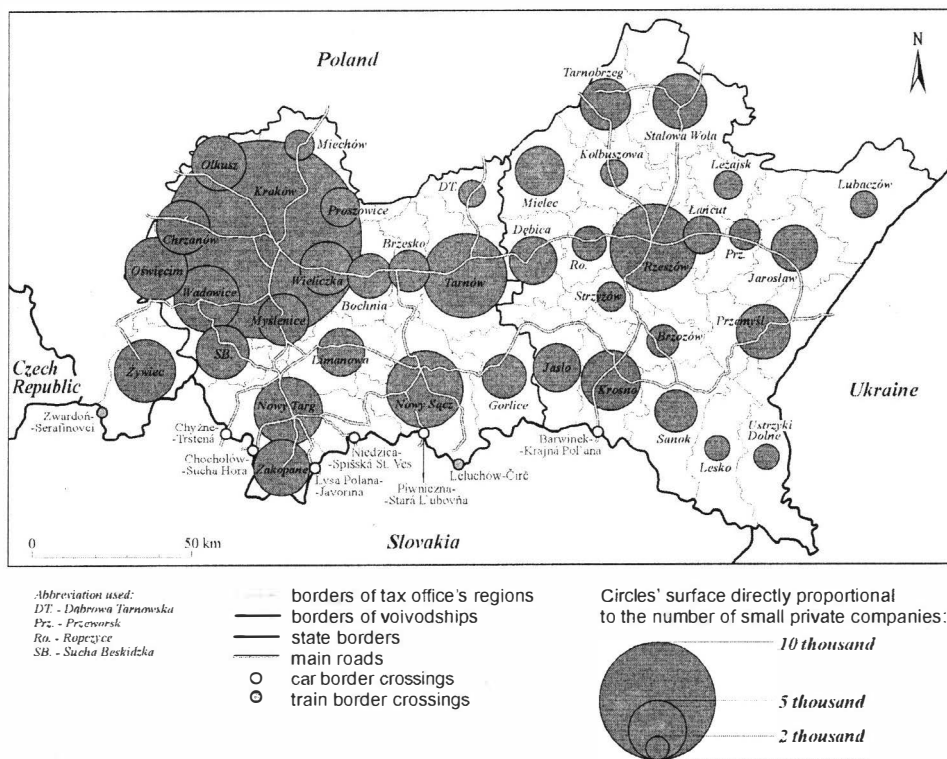 Poland
N
Tarnobrzeg
Stalowa Wola
Miechów
Olkusz
Kraków
Kolbuszowa
Leżajsk
DT.
Mielec
Lubaczów
Proszowice
Łańcut
Chrzanów
Dębica
Brzesko
Ro.
Prz.
Oświęcim
Wieliczka
Tarnów
Rzeszów
Jarosław
Wadowice
Bochnia
Strzyżów
Myślenice
Przemyśl
SB.
Limanowa
Brzozów
Żywiec
Jasło
Czech
Republic
Krosno
Ukraine
Nowy Targ
Nowy Sącz
Gorlice
Zwardoń-
-Serafinovei
Sanok
Chyżne-
-Trstená
Ustrzyki
Dolne
Barwinek-
-Krajná Pol'ana
Niedzica-
-Spišská St. Ves
Chochołów-
-Sucha Hora
Zakopane
Lesko
Łysa Polana-
-Javorina
Leluchów-Čirč
Piwniczna-
-Stará L'ubovňa
Slovakia
0 50 km
Abbreviation used:
DT. - Dąbrowa Tarnowska
Prz. - Przeworsk
Ro. - Ropczyce
SB. - Sucha Beskidzka
borders of tax office's regions
borders of voivodships
state borders
main roads
car border crossings
train border crossings
Circles' surface directly proportional
to the number of small private companies:
10 thousand
5 thousand
2 thousand